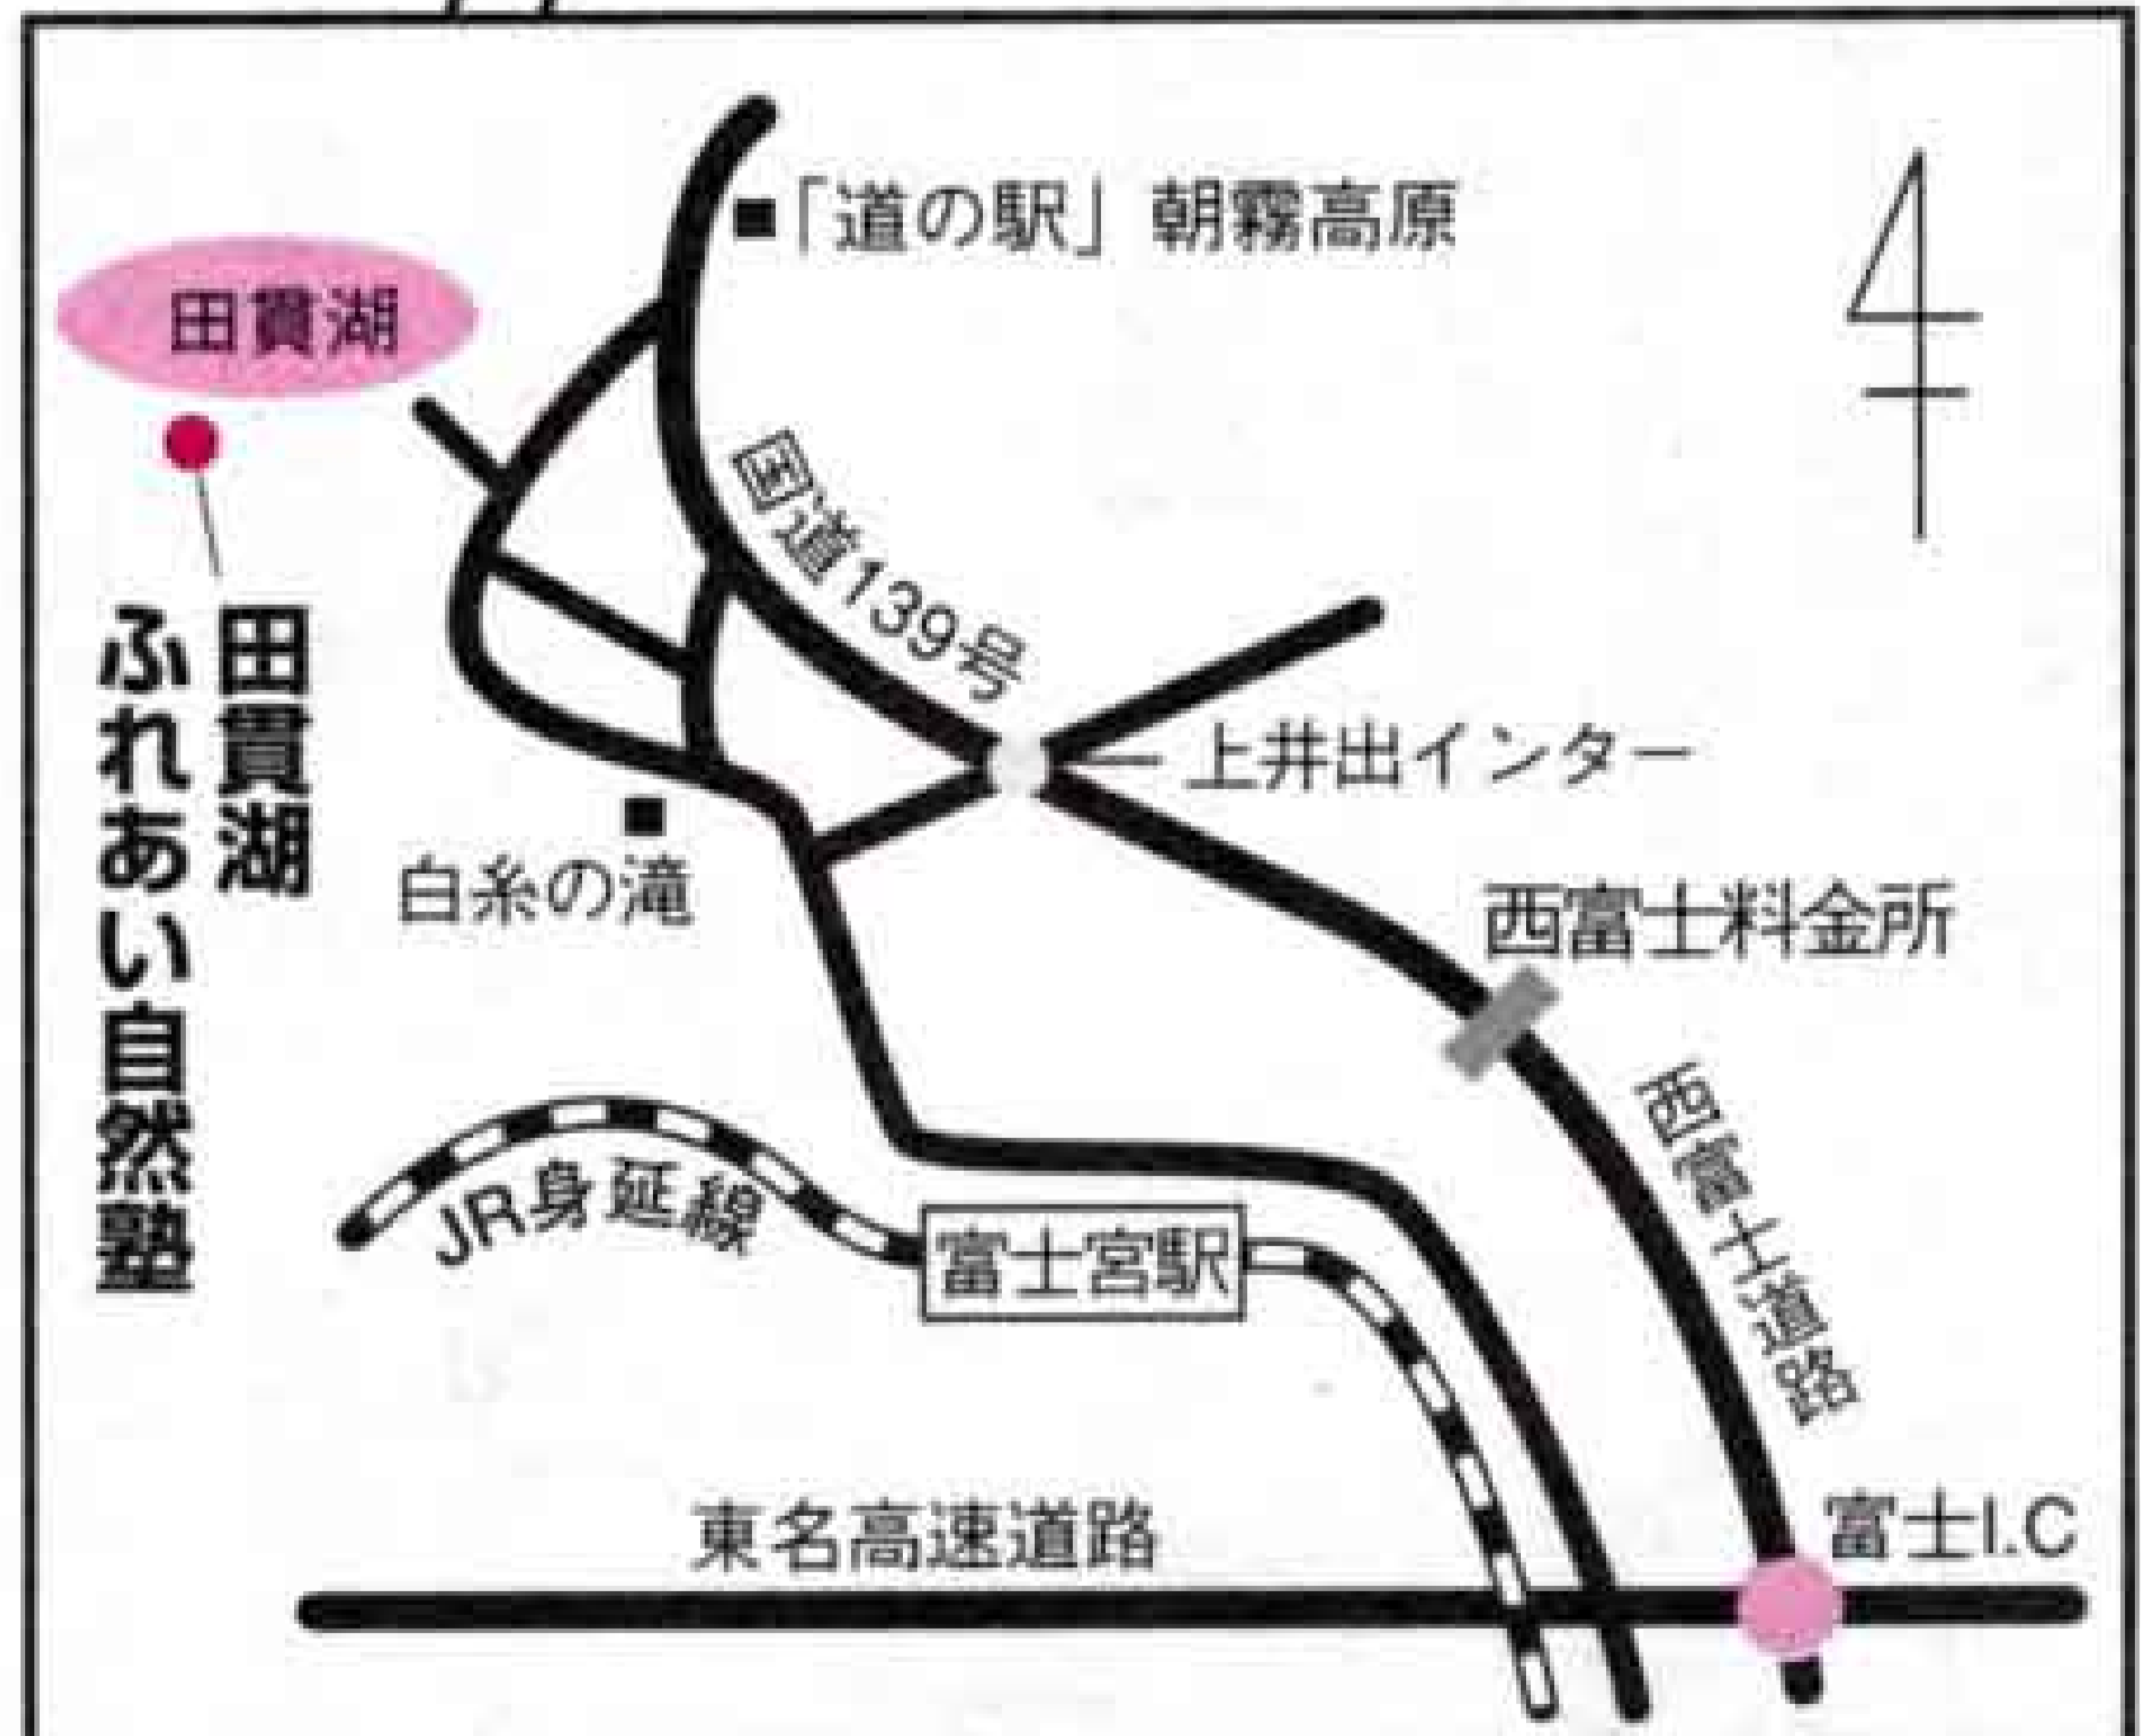 「道の駅」朝霧高原
田貫湖
国道139号
上井出インター
田貫湖
ふれあい自然塾
白糸の滝
西富士料金所
西富士道路
JR身延線
富士宮駅
東名高速道路
富士I.C